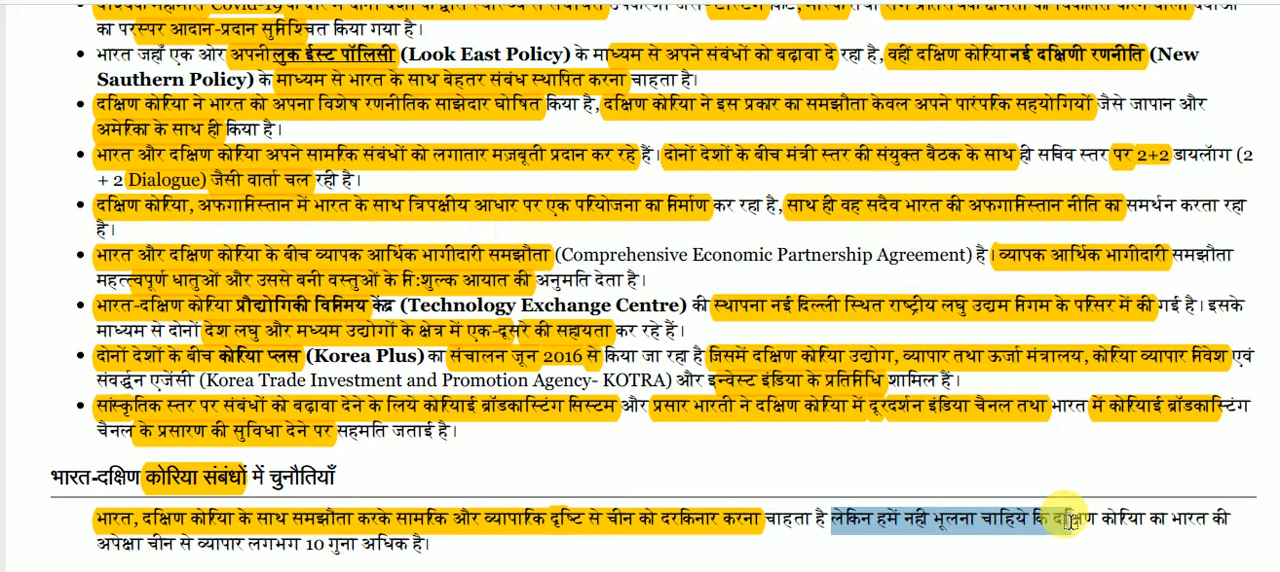 का परस्पर आदान-प्रदान सुनिश्चित किया गया है।
• भारत जहाँ एक ओर अपनी लुक ईस्ट पॉलिसी (Look East Policy) के माध्यम से अपने संबंधों को बढ़ावा दे रहा है, वहीं दक्षिण कोरिया नई दक्षिणी रणनीति (New
Sauthern Policy) के माध्यम से भारत के साथ बेहतर संबंध स्थापित करना चाहता है।
• दक्षिण कोरिया ने भारत को अपना विशेष रणनीतिक साझेदार घोषित किया है, दक्षिण कोरिया ने इस प्रकार का समझौता केवल अपने पारंपरिक सहयोगियों जैसे जापान और
अमेरिका के साथ ही किया है।
• भारत और दक्षिण कोरिया अपने सामरिक संबंधों को लगातार मज़बूती प्रदान कर रहे हैं। दोनों देशों के बीच मंत्री स्तर की संयुक्त बैठक के साथ ही सचिव स्तर पर 2+2 डायलॉग (2
+ 2 Dialogue) जैसी वार्ता चल रही है।
• दक्षिण कोरिया, अफगानिस्तान में भारत के साथ त्रिपक्षीय आधार पर एक परियोजना का निर्माण कर रहा है, साथ ही वह सदैव भारत की अफगानिस्तान नीति का समर्थन करता रहा
है।
• भारत और दक्षिण कोरिया के बीच व्यापक आर्थिक भागीदारी समझौता (Comprehensive Economic Partnership Agreement) है। व्यापक आर्थिक भागीदारी समझौता
महत्त्वपूर्ण धातुओं और उससे बनी वस्तुओं के नि:शुल्क आयात की अनुमति देता है।
• भारत-दक्षिण कोरिया प्रौद्योगिकी विनिमय केंद्र (Technology Exchange Centre) की स्थापना नई दिल्ली स्थित राष्ट्रीय लघु उद्यम निगम के परिसर में की गई है। इसके
माध्यम से दोनों देश लघु और मध्यम उद्योगों के क्षेत्र में एक-दूसरे की सहायता कर रहे हैं।
• दोनों देशों के बीच कोरिया प्लस (Korea Plus) का संचालन जून 2016 से किया जा रहा है जिसमें दक्षिण कोरिया उद्योग, व्यापार तथा ऊर्जा मंत्रालय, कोरिया व्यापार निवेश एवं
संवर्द्धन एजेंसी (Korea Trade Investment and Promotion Agency- KOTRA) और इन्वेस्ट इंडिया के प्रतिनिधि शामिल हैं।
• सांस्कृतिक स्तर पर संबंधों को बढ़ावा देने के लिये कोरियाई ब्रॉडकास्टिंग सिस्टम और प्रसार भारती ने दक्षिण कोरिया में दूरदर्शन इंडिया चैनल तथा भारत में कोरियाई ब्रॉडकास्टिंग
चैनल के प्रसारण की सुविधा देने पर सहमति जताई है।
भारत-दक्षिण कोरिया संबंधों में चुनौतियाँ
भारत, दक्षिण कोरिया के साथ समझौता करके सामरिक और व्यापारिक दृष्टि से चीन को दरकिनार करना चाहता है लेकिन हमें नही भूलना चाहिये कि दक्षिण कोरिया का भारत की
अपेक्षा चीन से व्यापार लगभग 10 गुना अधिक है।